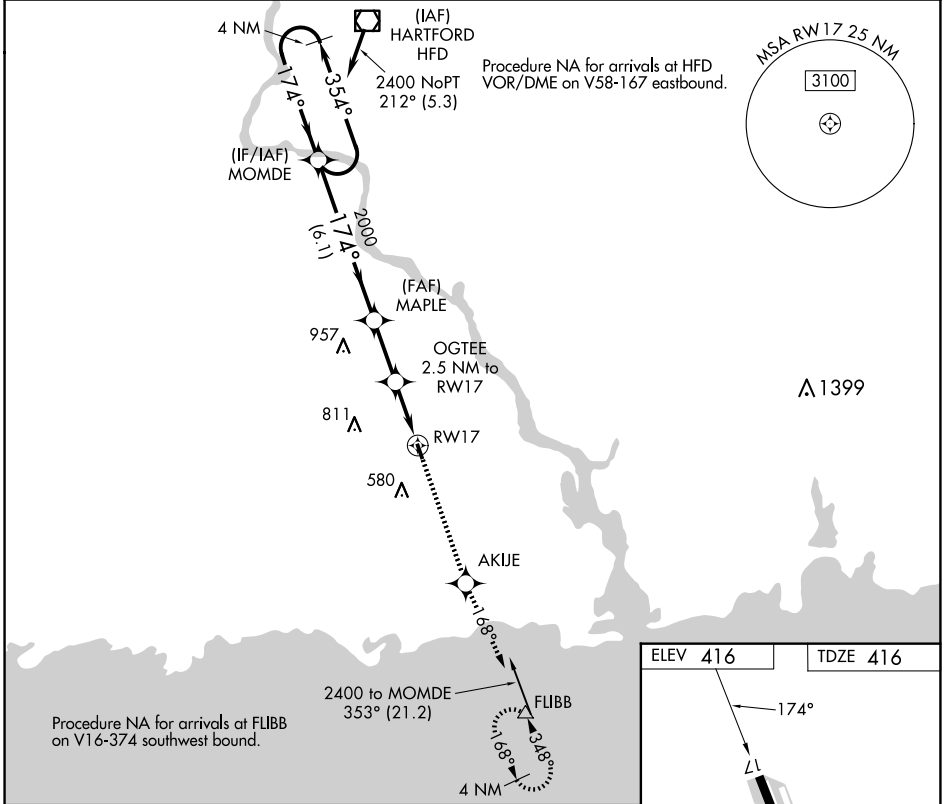 4 NM
(IAF)
HARTFORD
HFD
2400 NoPT
212° (5.3)
Procedure NA for arrivals at HFD
VOR/DME on V58-167 eastbound.
MSA RW17 25 NM
3100
174°
354°
(IF/IAF)
MOMDE
2000
174°
(6.1)
(FAF)
MAPLE
957
OGTEE
2.5 NM to
RW17
1399
811
RW17
580
AKIJE
168°
2400 to MOMDE
353° (21.2)
FLIBB
168°
348°
4 NM
Procedure NA for arrivals at FLIBB
on V16-374 southwest bound.
ELEV 416
TDZE 416
174°
17